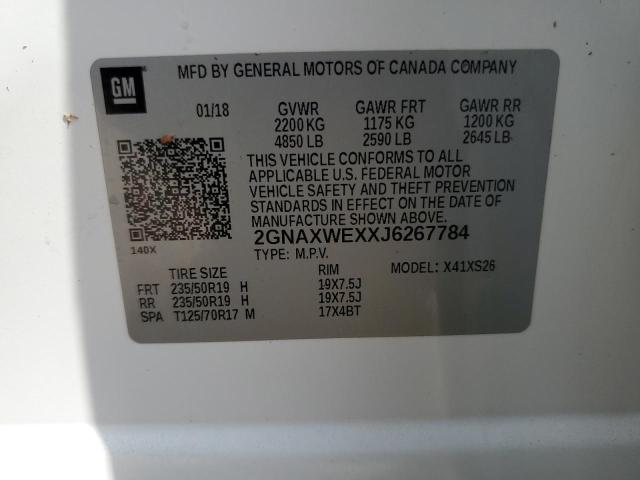 GM
MFD BY GENERAL MOTORS OF CANADA COMPANY
01/18 GVWR GAWR FRT GAWR RR
2200 KG 1175 KG 1200 KG
4850 LB 2590 LB 2645 LB
THIS VEHICLE CONFORMS TO ALL
APPLICABLE U.S. FEDERAL MOTOR
VEHICLE SAFETY AND THEFT PREVENTION
STANDARDS IN EFFECT ON THE DATE OF
MANUFACTURE SHOWN ABOVE.
2GNAXWEXXJ6267784
140X
TYPE: M.P.V. MODEL: X41XS26
TIRE SIZE RIM
FRT 235/50R19 H 19X7.5J
RR 235/50R19 H 19X7.5J
SPA T125/70R17 M 17X4BT